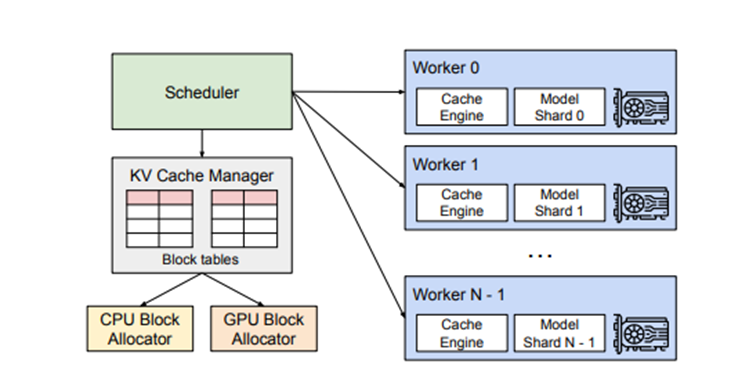 Scheduler
KV Cache Manager
Block tables
CPU Block
Allocator
GPU Block
Allocator
Worker 0
Cache
Engine
Model
Shard 0
Worker 1
Cache
Engine
Model
Shard 1
...
Worker N - 1
Cache
Engine
Model
Shard N - 1